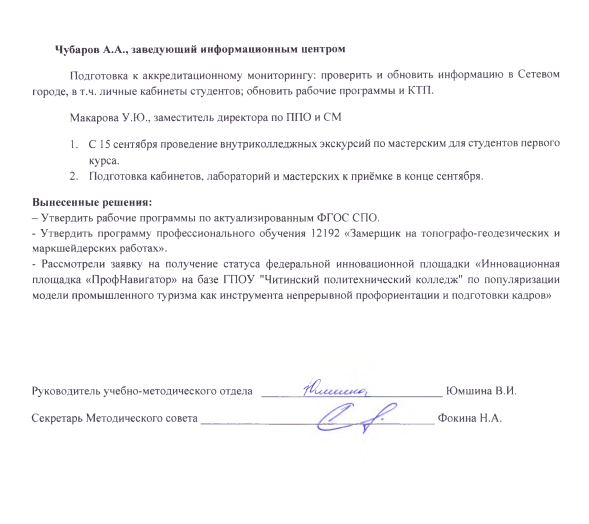 Чубаров А.А., заведующий информационным центром
Подготовка к аккредитационному мониторингу: проверить и обновить информацию в Сетевом
городе, в т.ч. личные кабинеты студентов; обновить рабочие программы и КТП.
Макарова У.Ю., заместитель директора по ППО и СМ
1. С 15 сентября проведение внутриколледжных экскурсий по мастерским для студентов первого
курса.
2. Подготовка кабинетов, лабораторий и мастерских к приёмке в конце сентября.
Вынесенные решения:
– Утвердить рабочие программы по актуализированным ФГОС СПО.
- Утвердить программу профессионального обучения 12192 «Замерщик на топографо-геодезических и
маркшейдерских работах».
- Рассмотрели заявку на получение статуса федеральной инновационной площадки «Инновационная
площадка «ПрофНавигатор» на базе ГПОУ "Читинский политехнический колледж" по популяризации
модели промышленного туризма как инструмента непрерывной профориентации и подготовки кадров»
Руководитель учебно-методического отдела Юмшина Юмшина В.И.
Секретарь Методического совета Фокина Н.А.